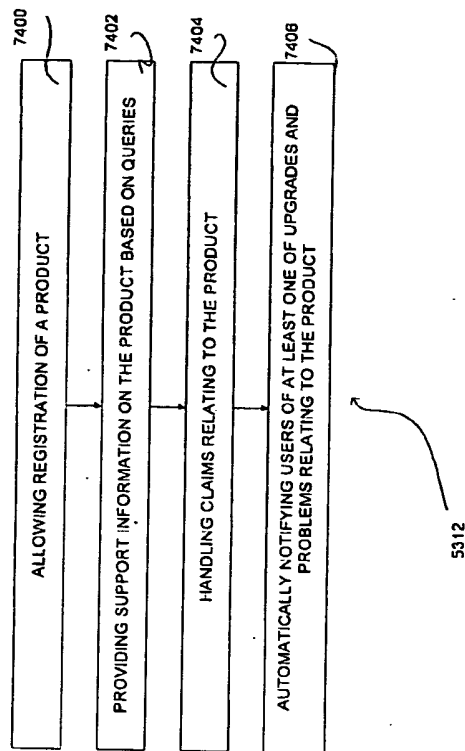 7400
ALLOWING REGISTRATION OF A PRODUCT
7402
PROVIDING SUPPORT INFORMATION ON THE PRODUCT BASED ON QUERIES
7404
HANDLING CLAIMS RELATING TO THE PRODUCT
7406
AUTOMATICALLY NOTIFYING USERS OF AT LEAST ONE OF UPGRADES AND
PROBLEMS RELATING TO THE PRODUCT
5312